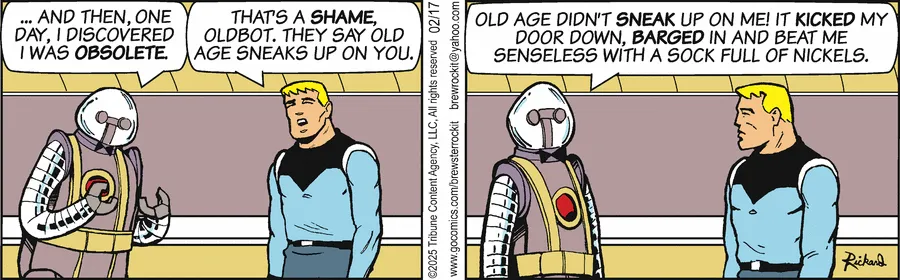 ... AND THEN, ONE
DAY, I DISCOVERED
I WAS OBSOLETE.
THAT'S A SHAME,
OLDBOT. THEY SAY OLD
AGE SNEAKS UP ON YOU.
©2025 Tribune Content Agency, LLC, All rights reserved 02/17
www.gocomics.com/brewsterrockit brewrockit@yahoo.com
OLD AGE DIDN'T SNEAK UP ON ME! IT KICKED MY
DOOR DOWN, BARGED IN AND BEAT ME
SENSELESS WITH A SOCK FULL OF NICKELS.
Rickard